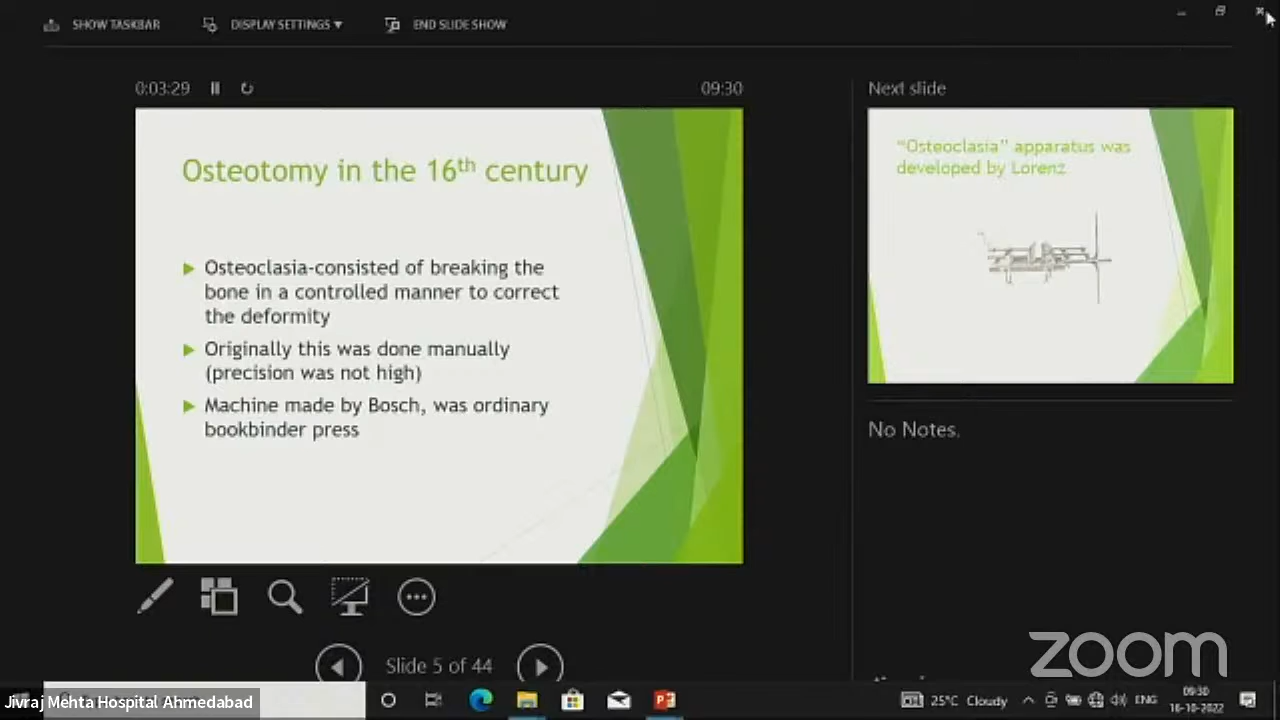 SHOW TASKBAR
DISPLAY SETTINGS ▼
END SLIDE SHOW
0:03:29
09:30
Next slide
Osteotomy in the 16th century
Osteoclasia-consisted of breaking the
bone in a controlled manner to correct
the deformity
Originally this was done manually
(precision was not high)
Machine made by Bosch, was ordinary
bookbinder press
"Osteoclasia" apparatus was
developed by Lorenz
No Notes.
Slide 5 of 44
zoom
Jivraj Mehta Hospital Ahmedabad
25°C Cloudy
ENG
09:30
16-10-2022